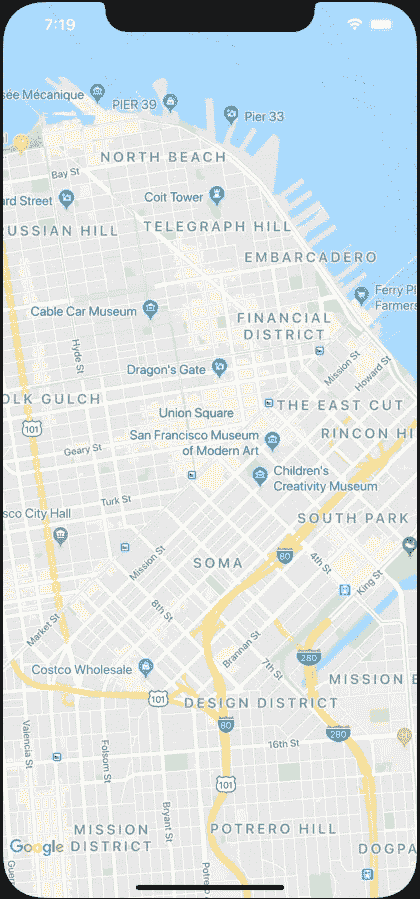 7:19
sée Mécanique
PIER 39
Pier 33
NORTH BEACH
Bay St
ard Street
Coit Tower
USSIAN HILL
TELEGRAPH HILL
EMBARCADERO
Ferry Pl
Farmers
Cable Car Museum
FINANCIAL
DISTRICT
Hyde St
Mission St
Howard St
Dragon's Gate
OLK GULCH
Union Square
THE EAST CUT
101
San Francisco Museum
of Modern Art
RINCON HI
Geary St
Children's
Creativity Museum
Turk St
sco City Hall
SOUTH PARK
Mission St
SOMA
80
4th St
King St
8th St
Market St
Brannan St
7th St
280
Costco Wholesale
MISSION B
101
DESIGN DISTRICT
80
280
Valencia St
Folsom St
16th St
101
Bryant St
Google
MISSION
DISTRICT
POTRERO HILL
DOGPA
Guer
Potrero